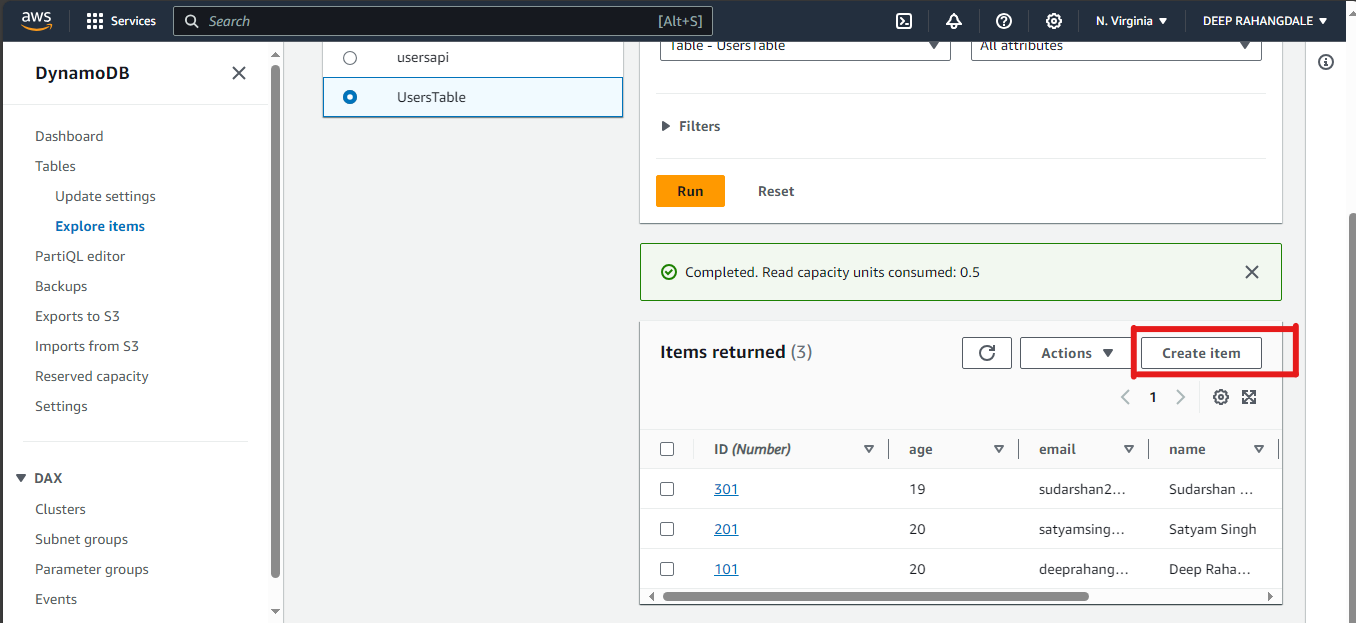 aws
Services
Search
[Alt+S]
N. Virginia
DEEP RAHANGDALE
DynamoDB
Dashboard
Tables
Update settings
Explore items
PartiQL editor
Backups
Exports to S3
Imports from S3
Reserved capacity
Settings
DAX
Clusters
Subnet groups
Parameter groups
Events
usersapi
UsersTable
Table - UsersTable
All attributes
Filters
Run
Reset
Completed. Read capacity units consumed: 0.5
Items returned (3)
Actions
Create item
1
ID (Number) age email name
301 19 sudarshan2... Sudarshan ...
201 20 satyamsing... Satyam Singh
101 20 deeprahang... Deep Raha...